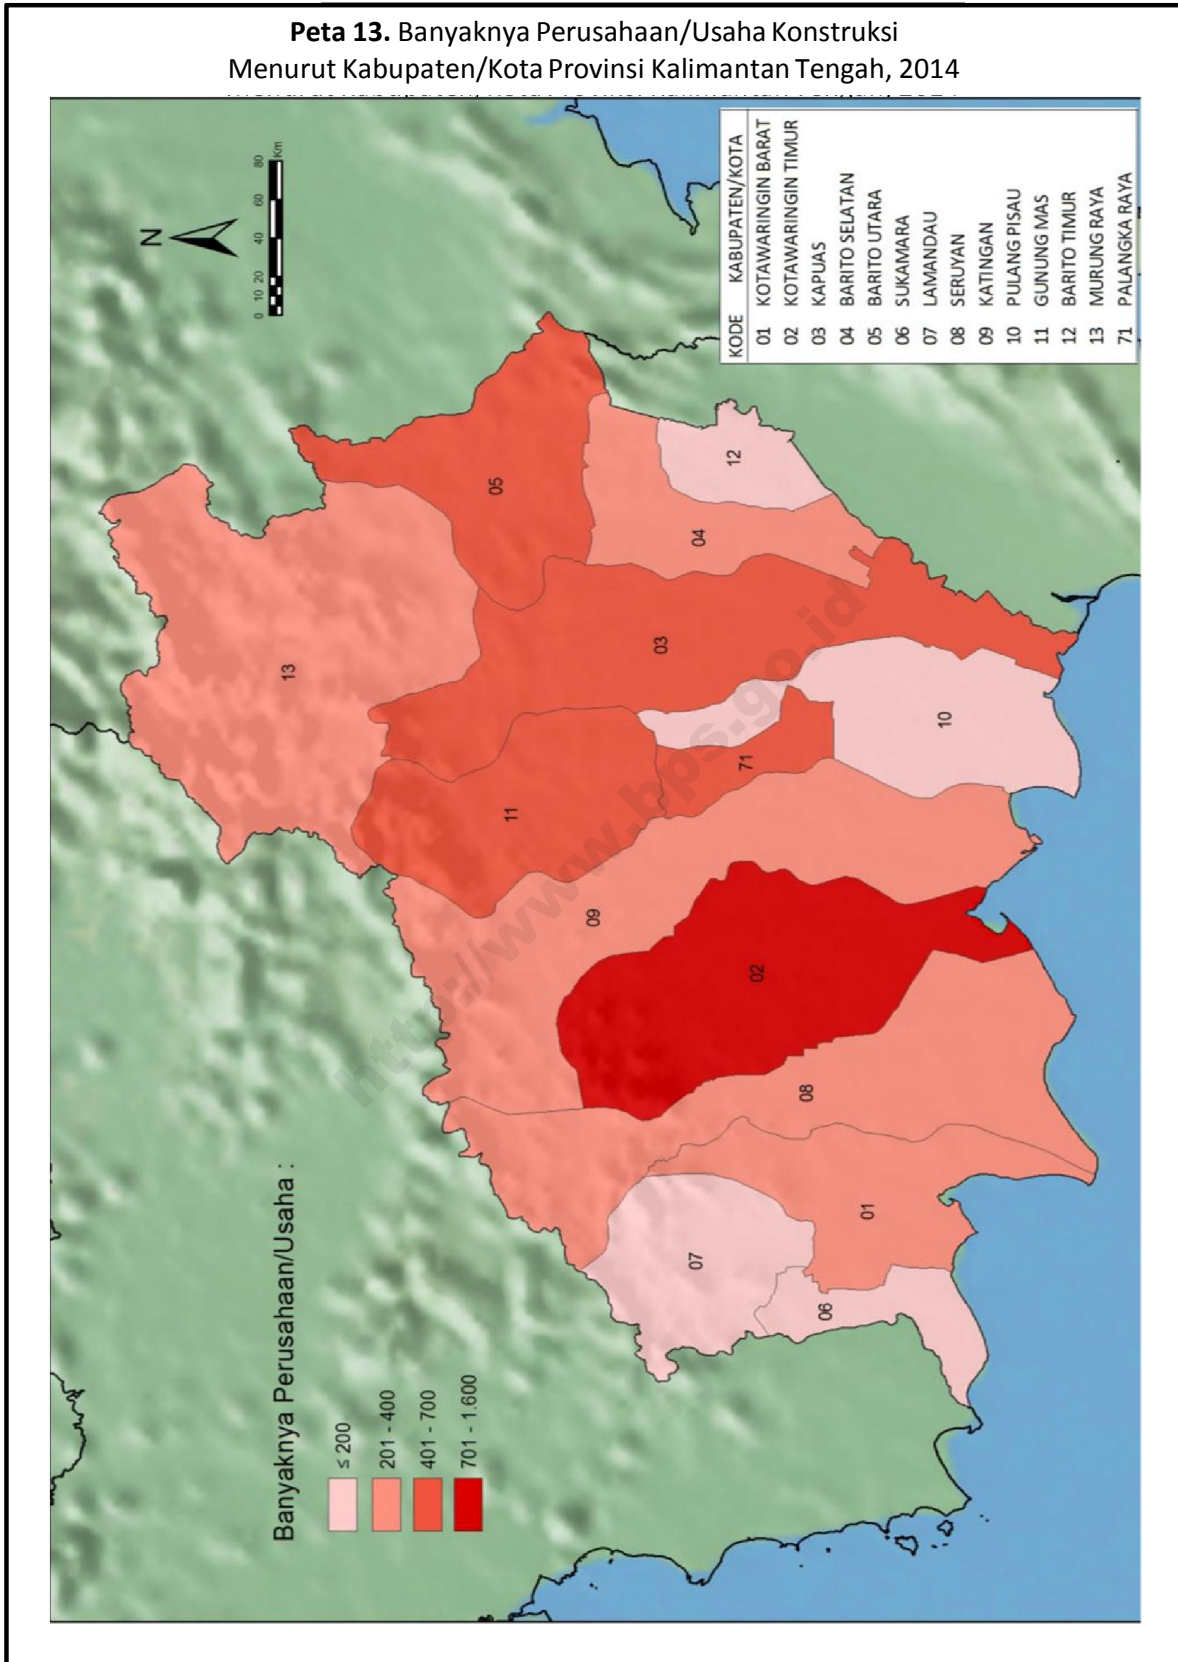 Peta 13. Banyaknya Perusahaan/Usaha Konstruksi
Menurut Kabupaten/Kota Provinsi Kalimantan Tengah, 2014
N
0 10 20 40 60 80
Km
KODE KABUPATEN/KOTA
01 KOTAWARINGIN BARAT
02 KOTAWARINGIN TIMUR
03 KAPUAS
04 BARITO SELATAN
05 BARITO UTARA
06 SUKAMARA
07 LAMANDAU
08 SERUYAN
09 KATINGAN
10 PULANG PISAU
11 GUNUNG MAS
12 BARITO TIMUR
13 MURUNG RAYA
71 PALANGKA RAYA
13
05
12
04
03
11
71
10
09
02
08
01
07
06
http://www.bps.go.id
Banyaknya Perusahaan/Usaha :
≤ 200
201 - 400
401 - 700
701 - 1.600